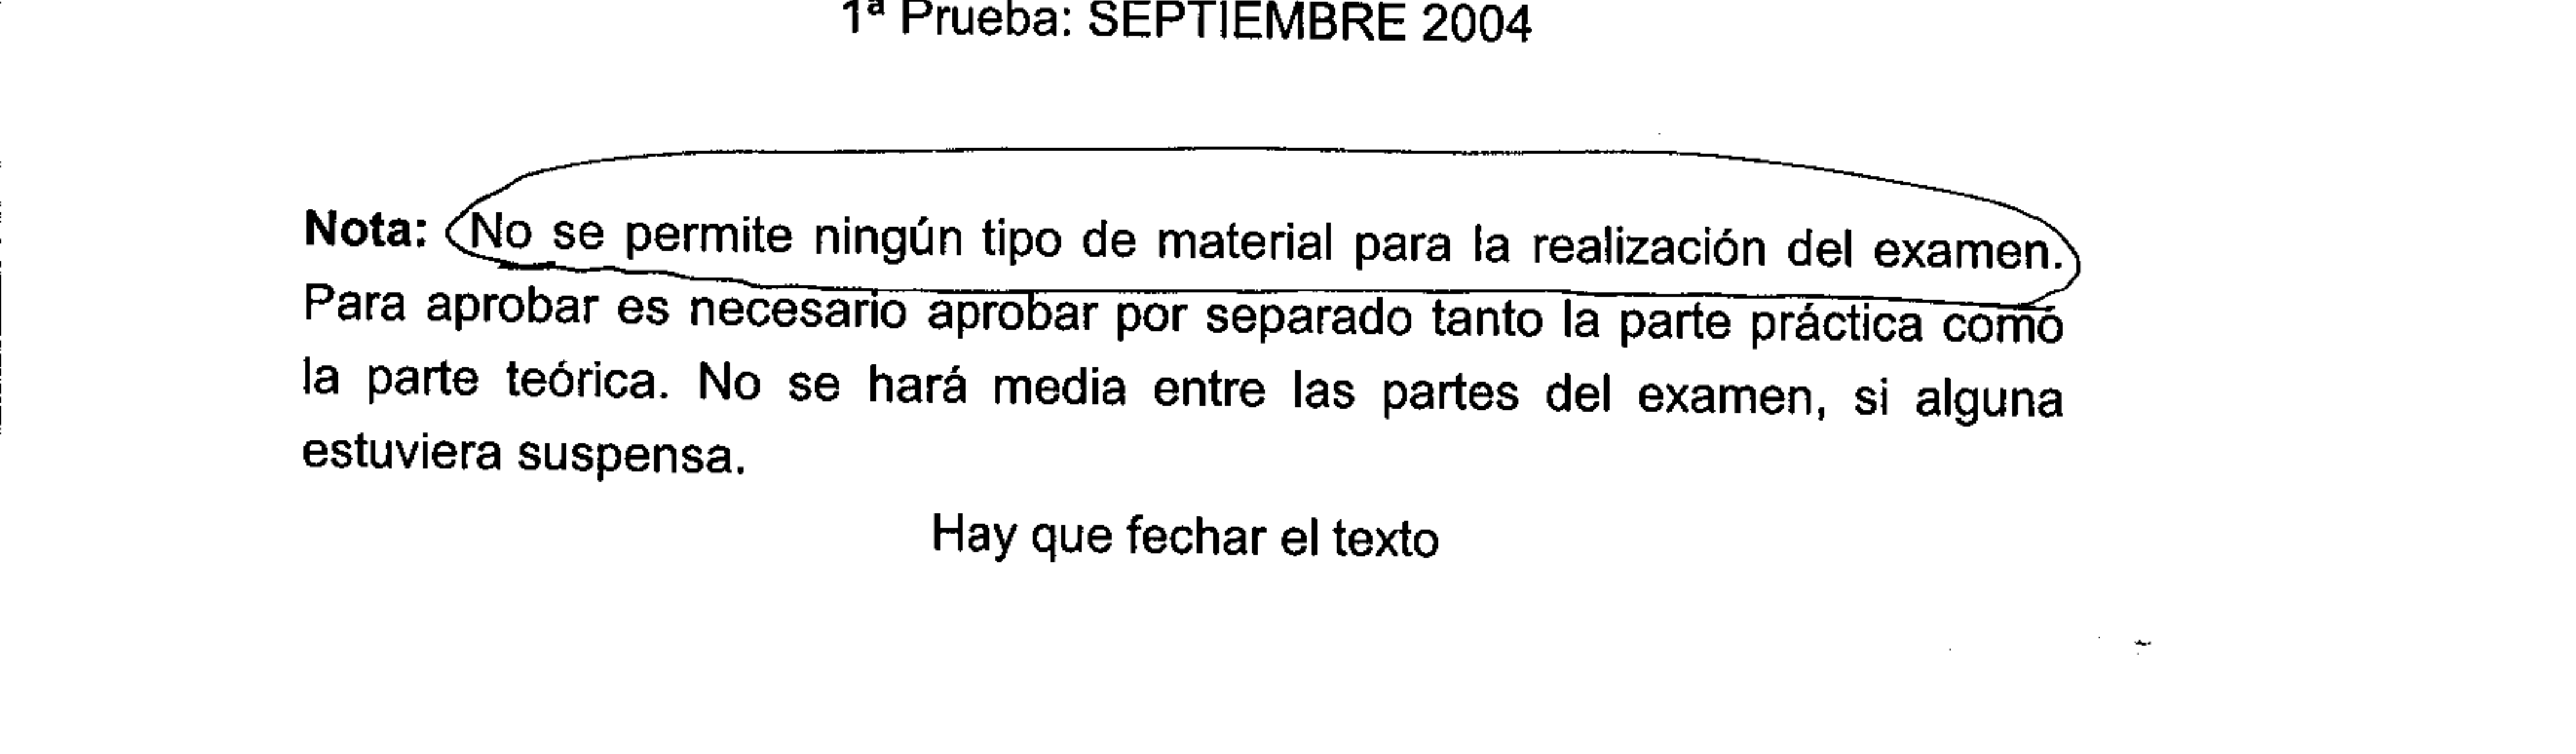 1ª Prueba: SEPTIEMBRE 2004
Nota: No se permite ningún tipo de material para la realización del examen.
Para aprobar es necesario aprobar por separado tanto la parte práctica como
la parte teórica. No se hará media entre las partes del examen, si alguna
estuviera suspensa.
Hay que fechar el texto